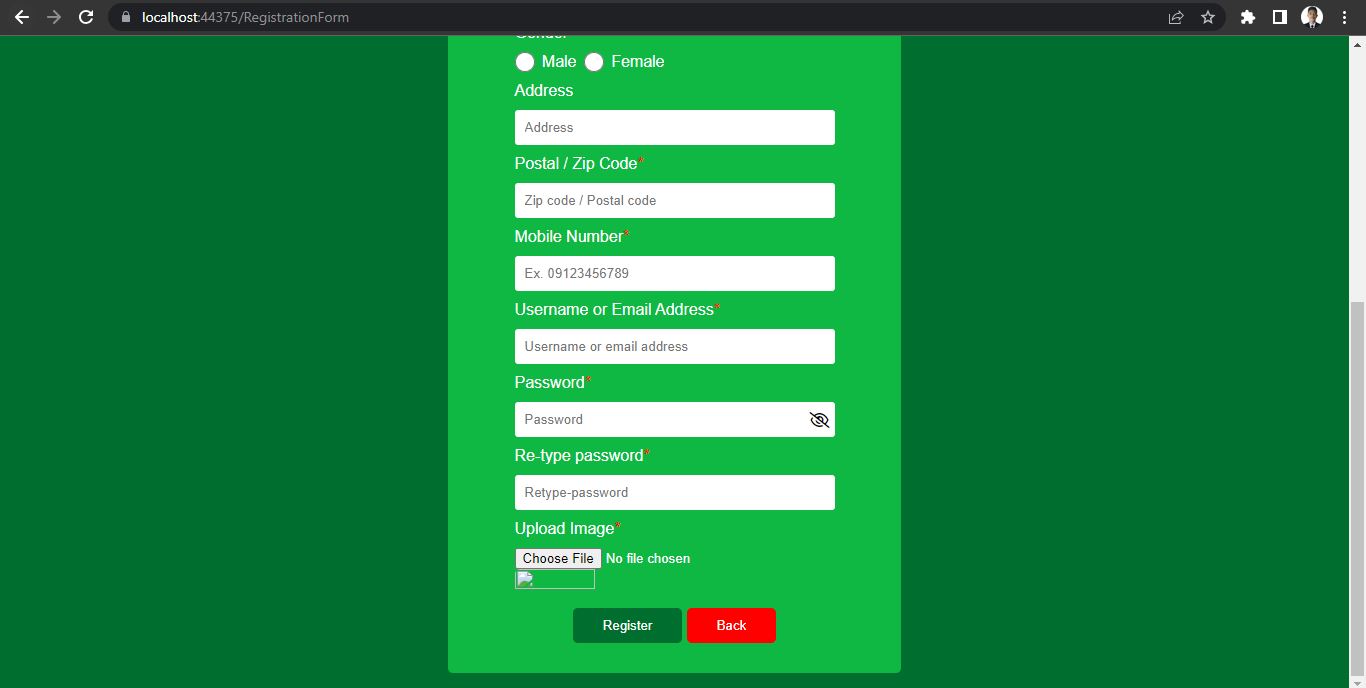 localhost:44375/RegistrationForm
Gender
Male Female
Address
Address
Postal / Zip Code*
Zip code / Postal code
Mobile Number*
Ex. 09123456789
Username or Email Address*
Username or email address
Password*
Password
Re-type password*
Retype-password
Upload Image*
Choose File No file chosen
Register Back